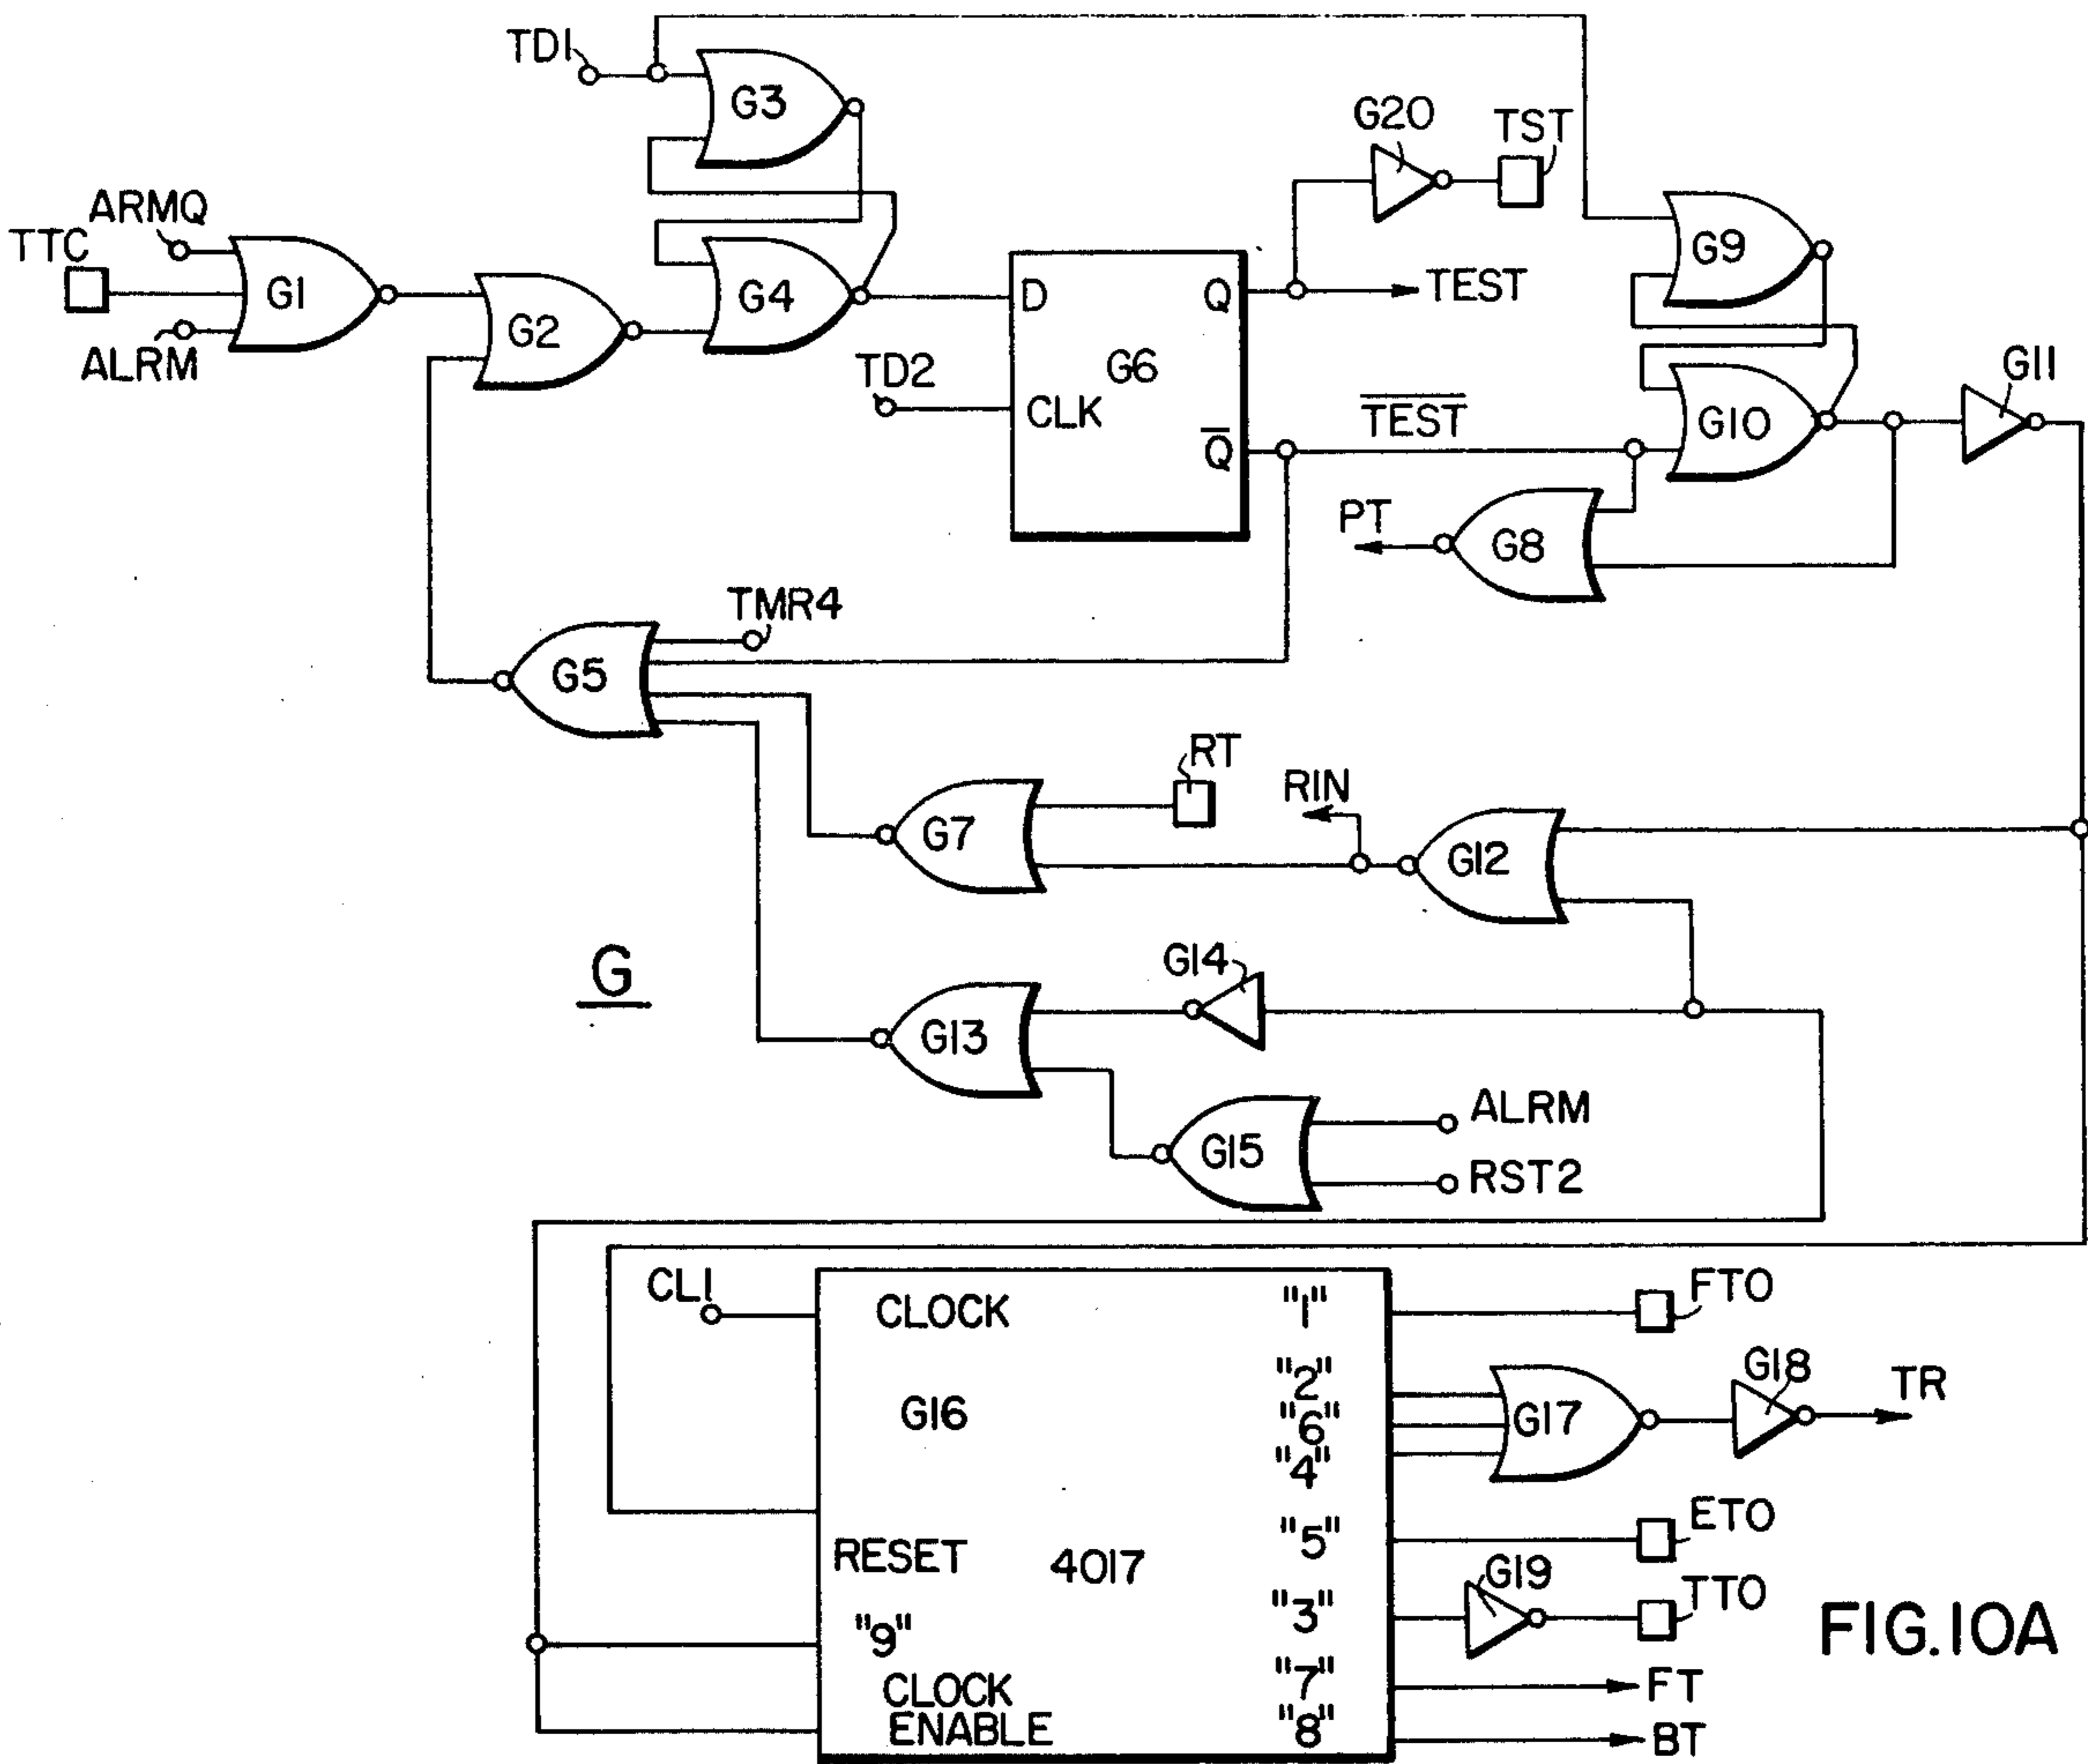 TD1
G3
G20
TST
ARMQ
TTC
G1
ALRM
G2
G4
D
Q
TEST
G9
TD2
G6
CLK
Q̅
T̅E̅S̅T̅
G10
G11
PT
G8
TMR4
G5
RT
RIN
G7
G12
G
G14
G13
ALRM
G15
RST2
CL1
CLOCK
"1"
FTO
"2"
G18
TR
G16
"6"
G17
"4"
ETO
"5"
RESET
4017
G19
TTO
"3"
"9"
FIG.10A
"7"
FT
CLOCK
ENABLE
"8"
BT